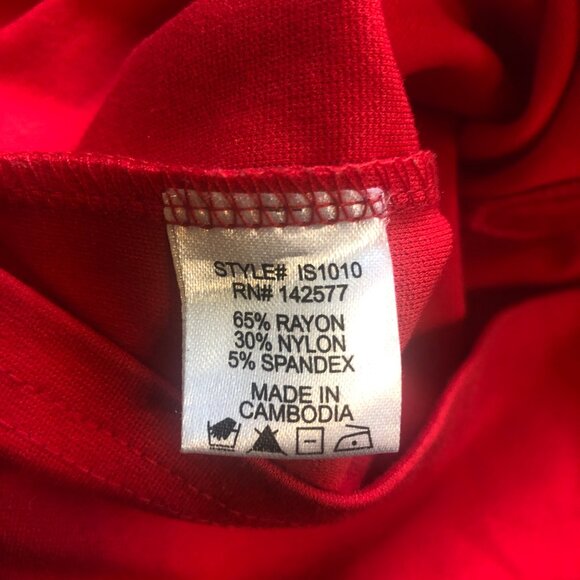 STYLE# IS1010
RN# 142577
65% RAYON
30% NYLON
5% SPANDEX
MADE IN
CAMBODIA